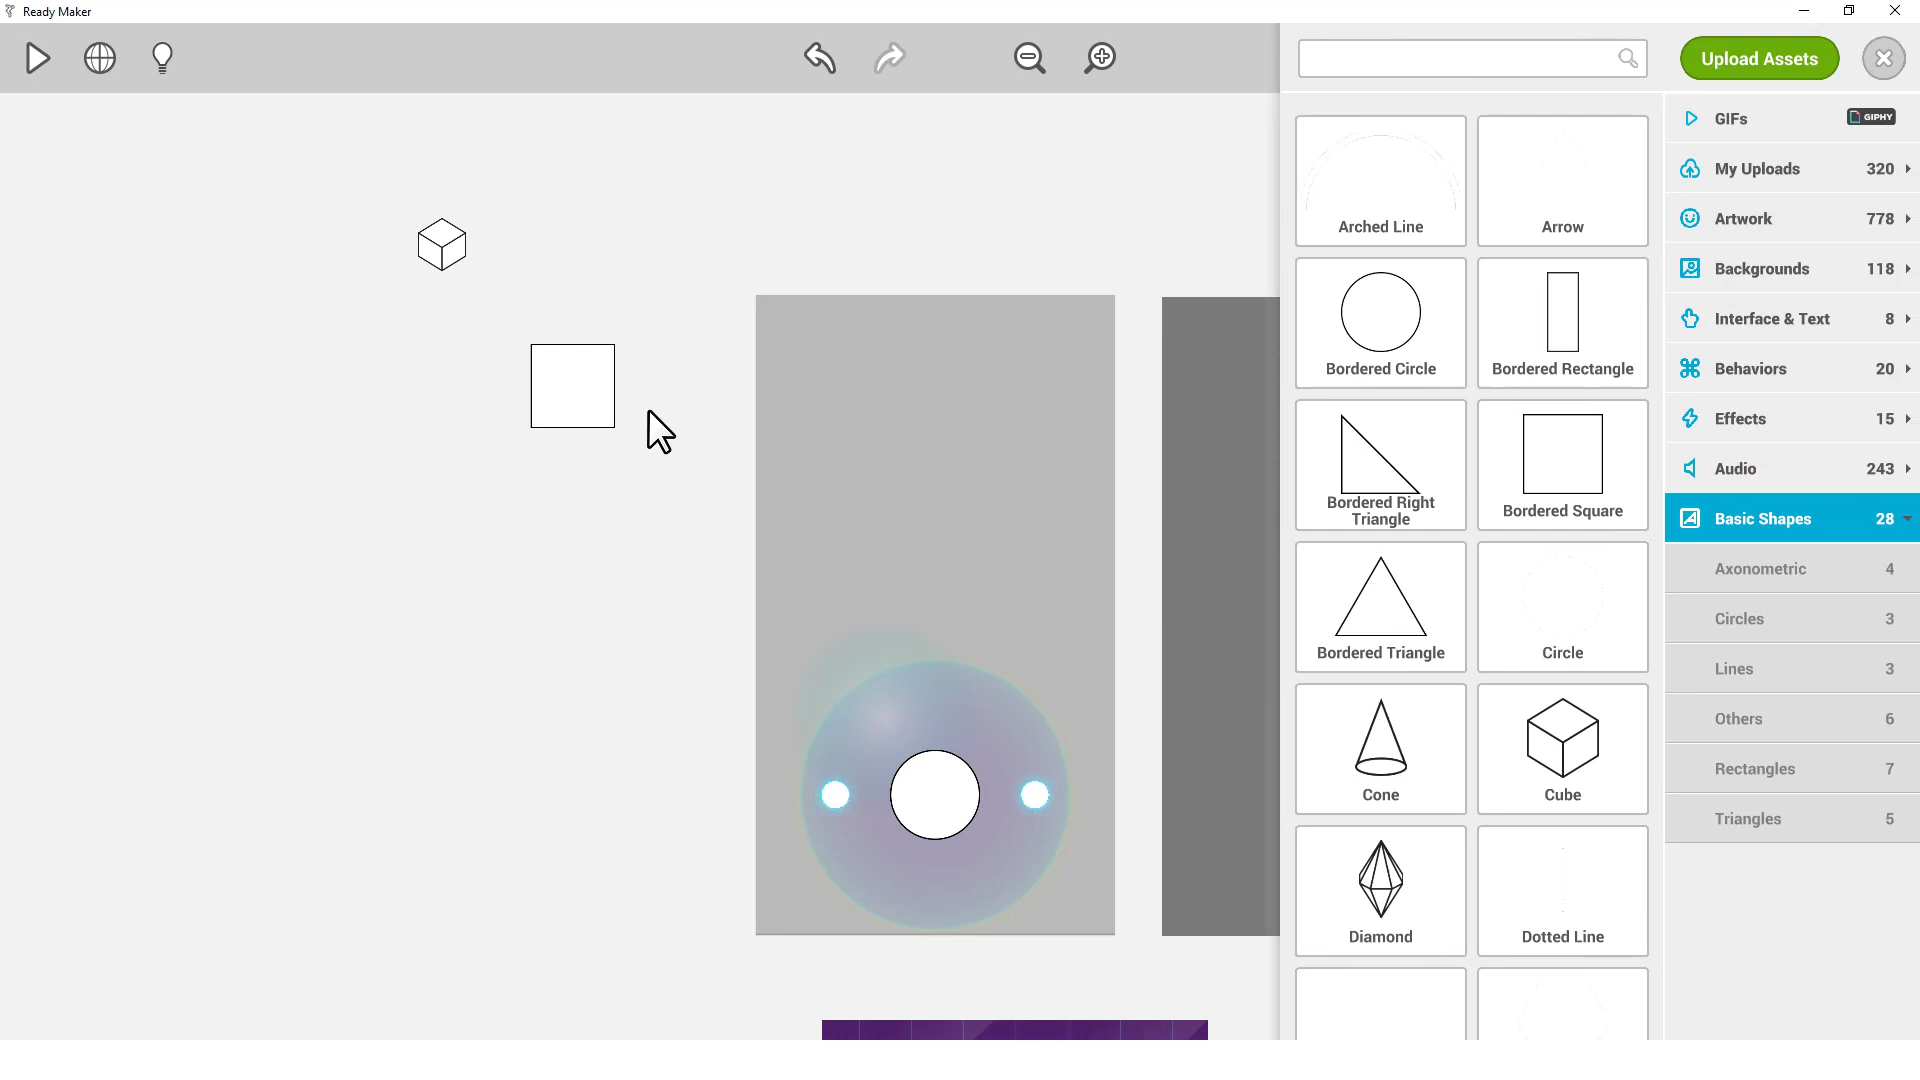 Ready Maker
Upload Assets
GIFs
GIPHY
My Uploads 320
Artwork 778
Backgrounds 118
Interface & Text 8
Behaviors 20
Effects 15
Audio 243
Basic Shapes 28
Axonometric 4
Circles 3
Lines 3
Others 6
Rectangles 7
Triangles 5
Arched Line
Arrow
Bordered Circle
Bordered Rectangle
Bordered Right
Triangle
Bordered Square
Bordered Triangle
Circle
Cone
Cube
Diamond
Dotted Line